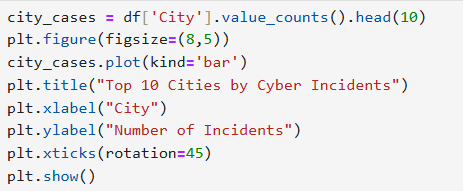 city_cases = df['City'].value_counts().head(10)
plt.figure(figsize=(8,5))
city_cases.plot(kind='bar')
plt.title("Top 10 Cities by Cyber Incidents")
plt.xlabel("City")
plt.ylabel("Number of Incidents")
plt.xticks(rotation=45)
plt.show()